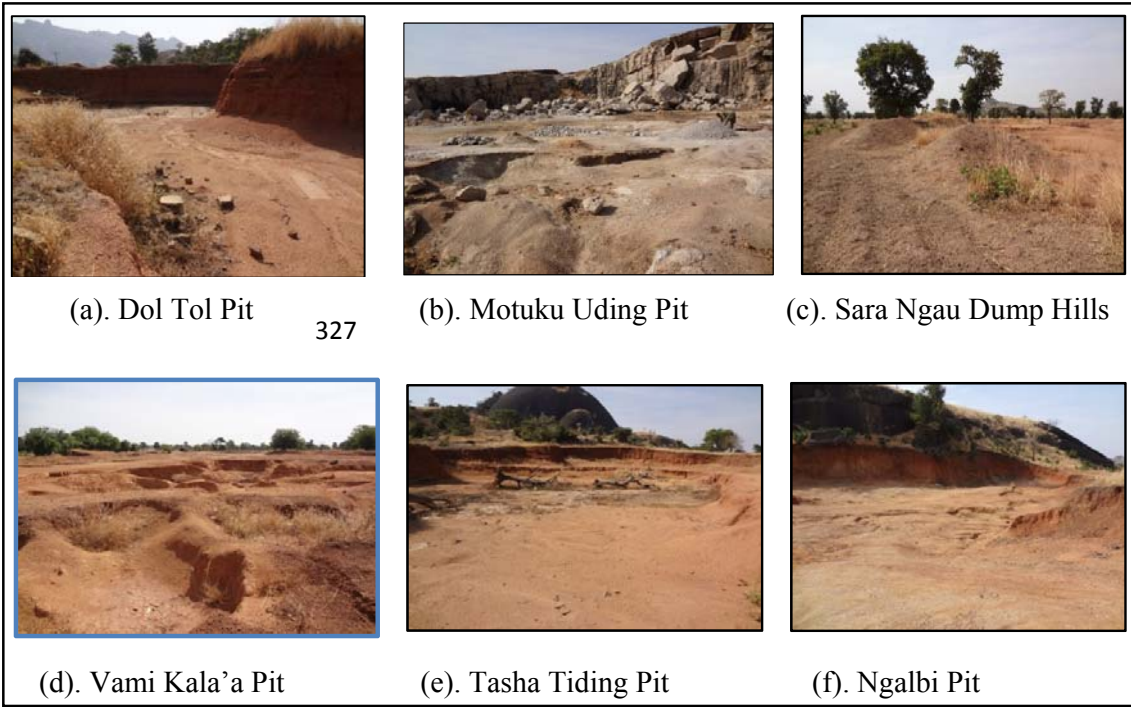 (a). Dol Tol Pit
(b). Motuku Uding Pit
(c). Sara Ngau Dump Hills
327
(d). Vami Kala’a Pit
(e). Tasha Tiding Pit
(f). Ngalbi Pit